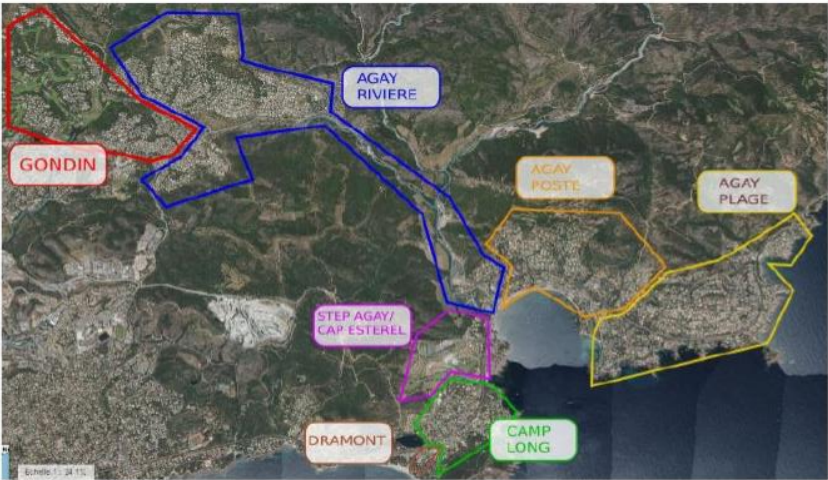 AGAY
RIVIERE
GONDIN
AGAY
POSTE
AGAY
PLAGE
STEP AGAY/
CAP ESTEREL
DRAMONT
CAMP
LONG